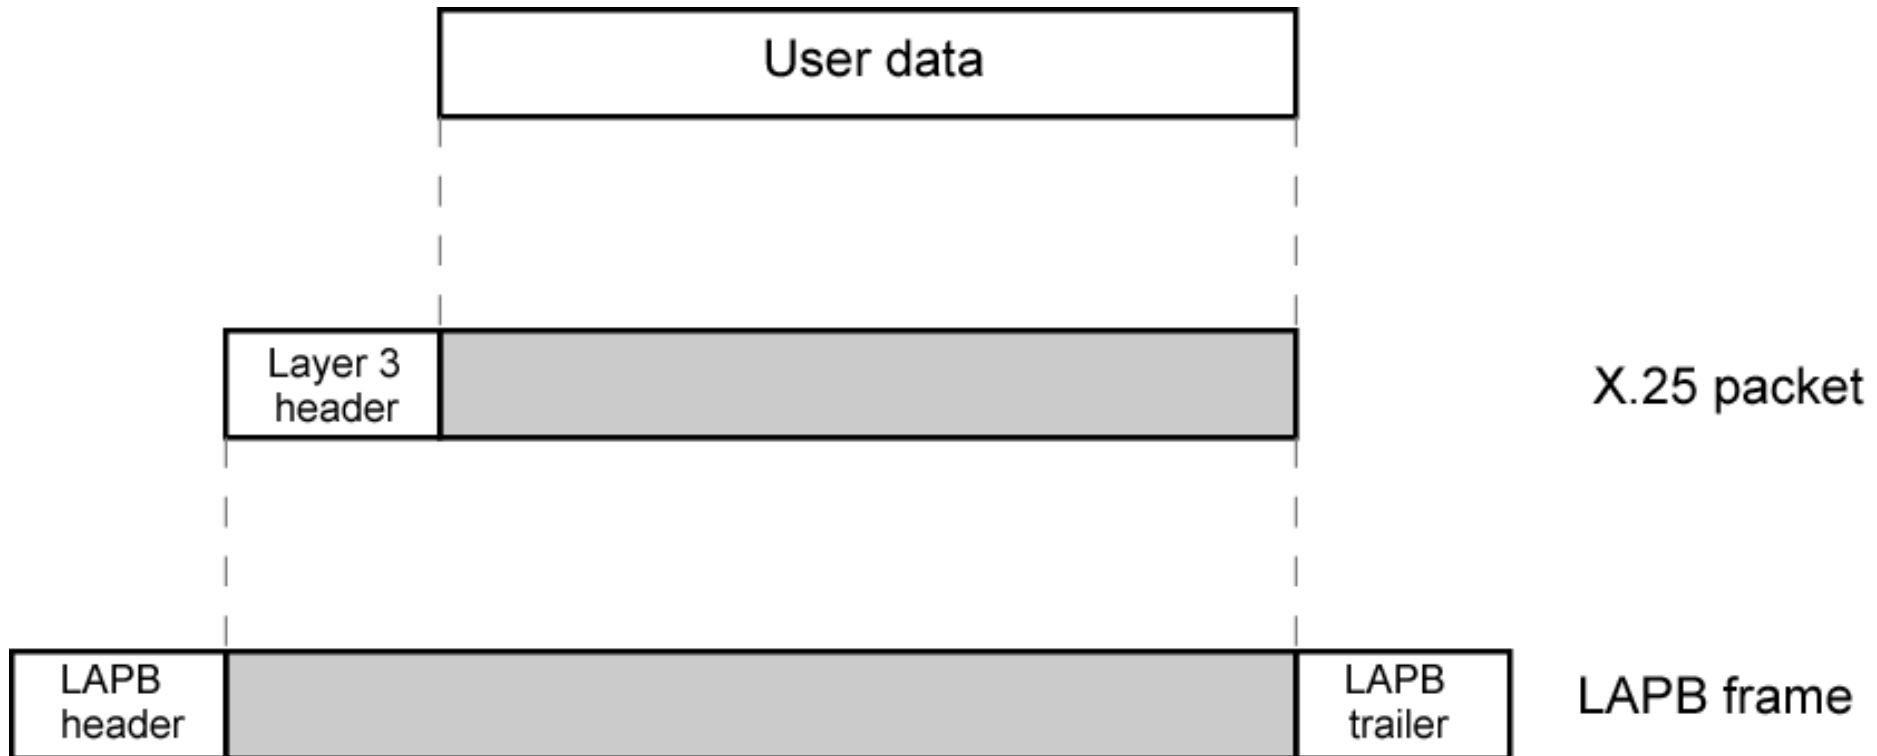 User data
Layer 3
header
X.25 packet
LAPB
header
LAPB
trailer
LAPB frame